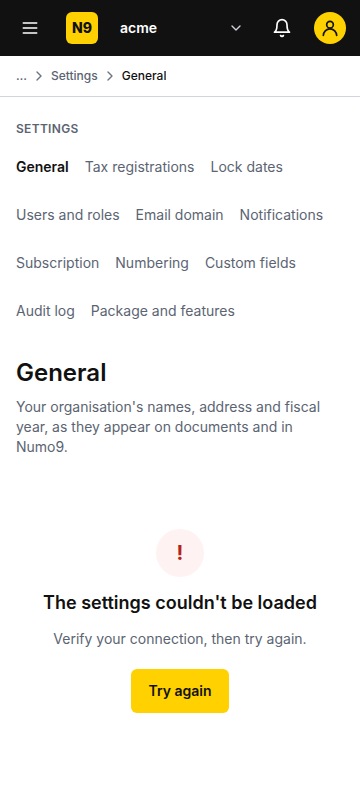 N9 acme
... Settings General
SETTINGS
General Tax registrations Lock dates
Users and roles Email domain Notifications
Subscription Numbering Custom fields
Audit log Package and features
General
Your organisation's names, address and fiscal
year, as they appear on documents and in
Numo9.
!
The settings couldn't be loaded
Verify your connection, then try again.
Try again